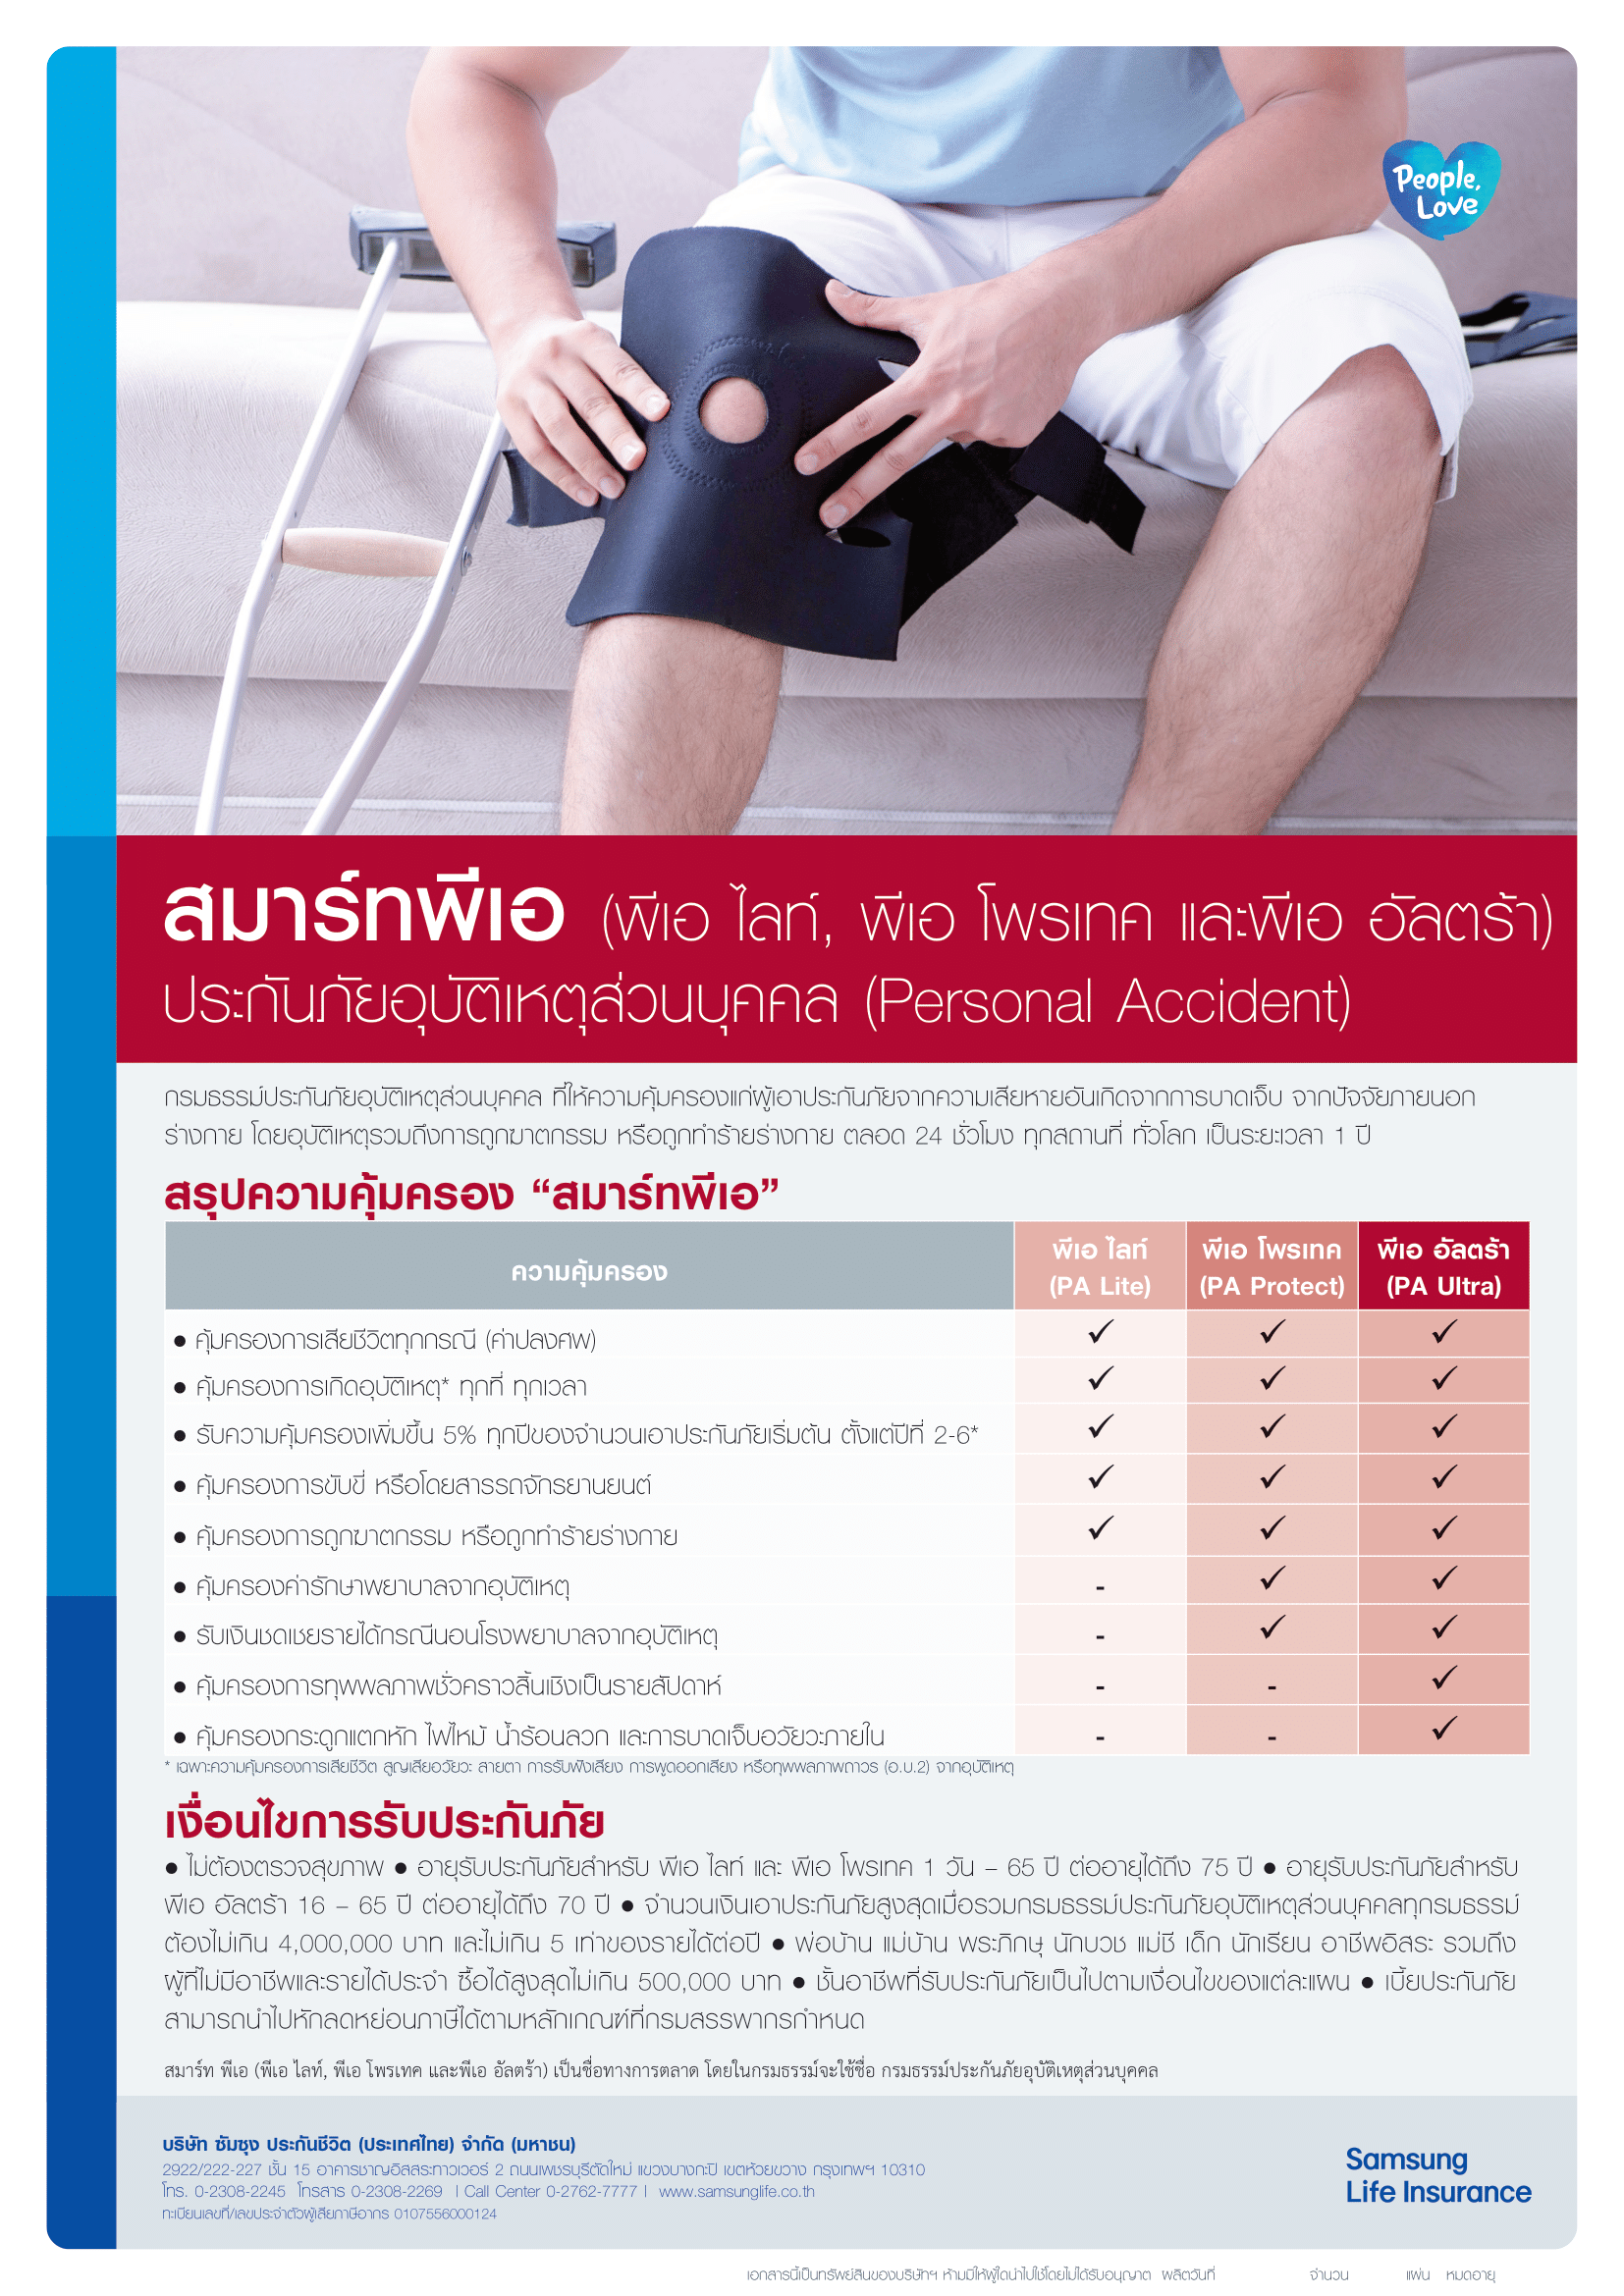 People,
Love
สมาร์ทพีเอ (พีเอ ไลท์, พีเอ โพรเทค และพีเอ อัลตร้า)
ประกันภัยอุบัติเหตุส่วนบุคคล (Personal Accident)
กรมธรรม์ประกันภัยอุบัติเหตุส่วนบุคคล ที่ให้ความคุ้มครองแก่ผู้เอาประกันภัยจากความเสียหายอันเกิดจากการบาดเจ็บ จากปัจจัยภายนอก
ร่างกาย โดยอุบัติเหตุรวมถึงการถูกฆาตกรรม หรือถูกทำร้ายร่างกาย ตลอด 24 ชั่วโมง ทุกสถานที่ ทั่วโลก เป็นระยะเวลา 1 ปี
สรุปความคุ้มครอง “สมาร์ทพีเอ”
ความคุ้มครอง พีเอ ไลท์ (PA Lite) พีเอ โพรเทค (PA Protect) พีเอ อัลตร้า (PA Ultra)
● คุ้มครองการเสียชีวิตทุกกรณี (ค่าปลงศพ) ✓ ✓ ✓
● คุ้มครองการเกิดอุบัติเหตุ* ทุกที่ ทุกเวลา ✓ ✓ ✓
● รับความคุ้มครองเพิ่มขึ้น 5% ทุกปีของจำนวนเอาประกันภัยเริ่มต้น ตั้งแต่ปีที่ 2-6* ✓ ✓ ✓
● คุ้มครองการขับขี่ หรือโดยสารรถจักรยานยนต์ ✓ ✓ ✓
● คุ้มครองการถูกฆาตกรรม หรือถูกทำร้ายร่างกาย ✓ ✓ ✓
● คุ้มครองค่ารักษาพยาบาลจากอุบัติเหตุ - ✓ ✓
● รับเงินชดเชยรายได้กรณีนอนโรงพยาบาลจากอุบัติเหตุ - ✓ ✓
● คุ้มครองการทุพพลภาพชั่วคราวสิ้นเชิงเป็นรายสัปดาห์ - - ✓
● คุ้มครองกระดูกแตกหัก ไฟไหม้ น้ำร้อนลวก และการบาดเจ็บอวัยวะภายใน - - ✓
* เฉพาะความคุ้มครองการเสียชีวิต สูญเสียอวัยวะ สายตา การรับฟังเสียง การพูดออกเสียง หรือทุพพลภาพถาวร (อ.บ.2) จากอุบัติเหตุ
เงื่อนไขการรับประกันภัย
● ไม่ต้องตรวจสุขภาพ ● อายุรับประกันภัยสำหรับ พีเอ ไลท์ และ พีเอ โพรเทค 1 วัน – 65 ปี ต่ออายุได้ถึง 75 ปี ● อายุรับประกันภัยสำหรับ
พีเอ อัลตร้า 16 – 65 ปี ต่ออายุได้ถึง 70 ปี ● จำนวนเงินเอาประกันภัยสูงสุดเมื่อรวมกรมธรรม์ประกันภัยอุบัติเหตุส่วนบุคคลทุกรมธรรม์
ต้องไม่เกิน 4,000,000 บาท และไม่เกิน 5 เท่าของรายได้ต่อปี ● พ่อบ้าน แม่บ้าน พระภิกษุ นักบวช แม่ชี เด็ก นักเรียน อาชีพอิสระ รวมถึง
ผู้ที่ไม่มีอาชีพและรายได้ประจำ ซื้อได้สูงสุดไม่เกิน 500,000 บาท ● ชั้นอาชีพที่รับประกันภัยเป็นไปตามเงื่อนไขของแต่ละแผน ● เบี้ยประกันภัย
สามารถนำไปหักลดหย่อนภาษีได้ตามหลักเกณฑ์ที่กรมสรรพากรกำหนด
สมาร์ท พีเอ (พีเอ ไลท์, พีเอ โพรเทค และพีเอ อัลตร้า) เป็นชื่อทางการตลาด โดยในกรมธรรม์จะใช้ชื่อ กรมธรรม์ประกันภัยอุบัติเหตุส่วนบุคคล
บริษัท ซัมซุง ประกันชีวิต (ประเทศไทย) จำกัด (มหาชน)
2922/222-227 ชั้น 15 อาคารชาญอิสสระทาวเวอร์ 2 ถนนเพชรบุรีตัดใหม่ แขวงบางกะปิ เขตห้วยขวาง กรุงเทพฯ 10310
โทร. 0-2308-2245 โทรสาร 0-2308-2269 | Call Center 0-2762-7777 | www.samsunglife.co.th
ทะเบียนเลขที่/เลขประจำตัวผู้เสียภาษีอากร 0107556000124
Samsung
Life Insurance
เอกสารนี้เป็นทรัพย์สินของบริษัทฯ ห้ามมิให้ผู้ใดนำไปใช้โดยไม่ได้รับอนุญาต ผลิตวันที่ จำนวน แผ่น หมดอายุ